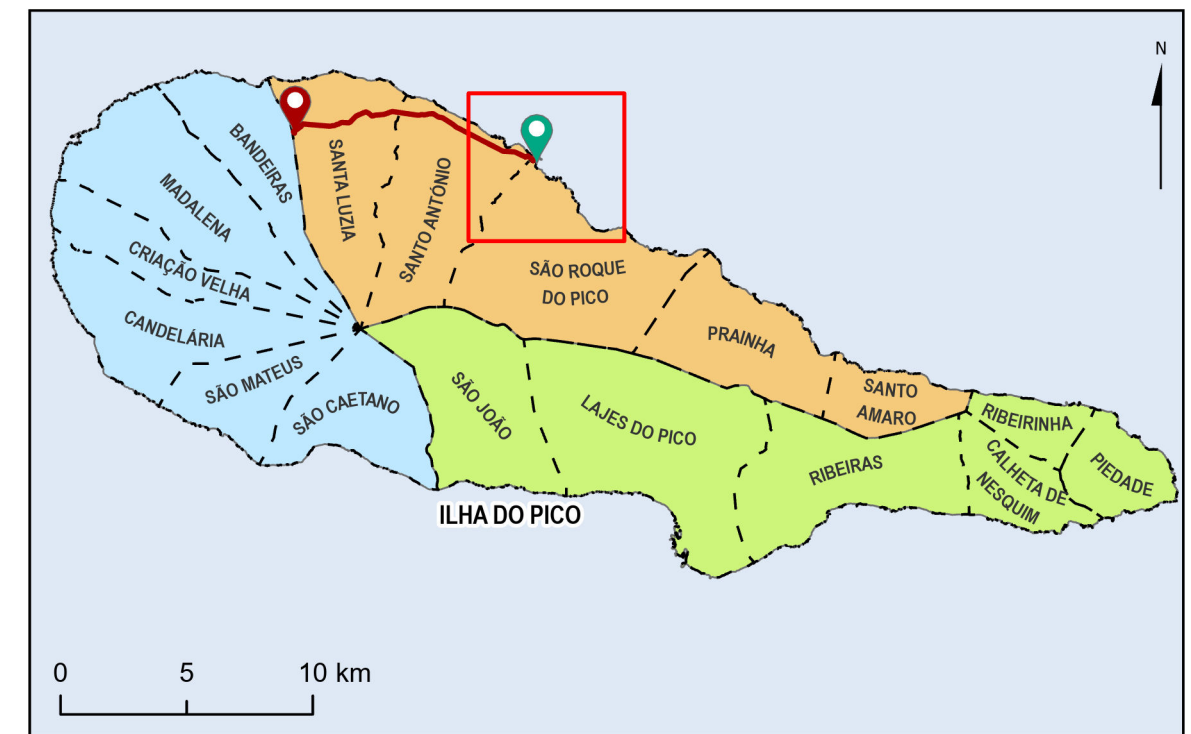 N
BANDEIRAS
MADALENA
CRIAÇÃO VELHA
CANDELÁRIA
SÃO MATEUS
SÃO CAETANO
SANTA LUZIA
SANTO ANTÓNIO
SÃO ROQUE
DO PICO
PRAINHA
SANTO
AMARO
SÃO JOÃO
LAJES DO PICO
RIBEIRAS
RIBEIRINHA
CALHETA DE
NESQUIM
PIEDADE
ILHA DO PICO
0 5 10 km